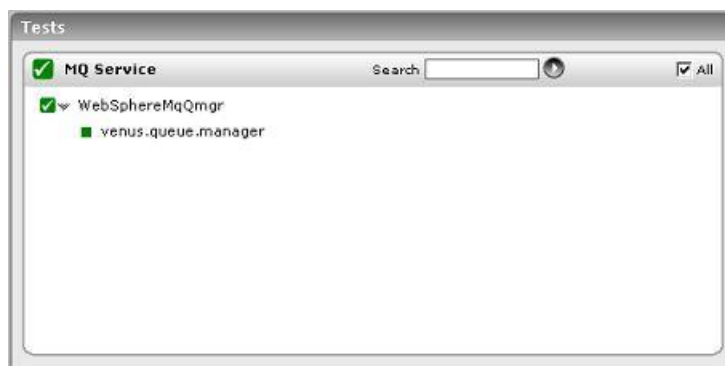 Tests
MQ Service Search All
WebSphereMqQmgr
venus.queue.manager